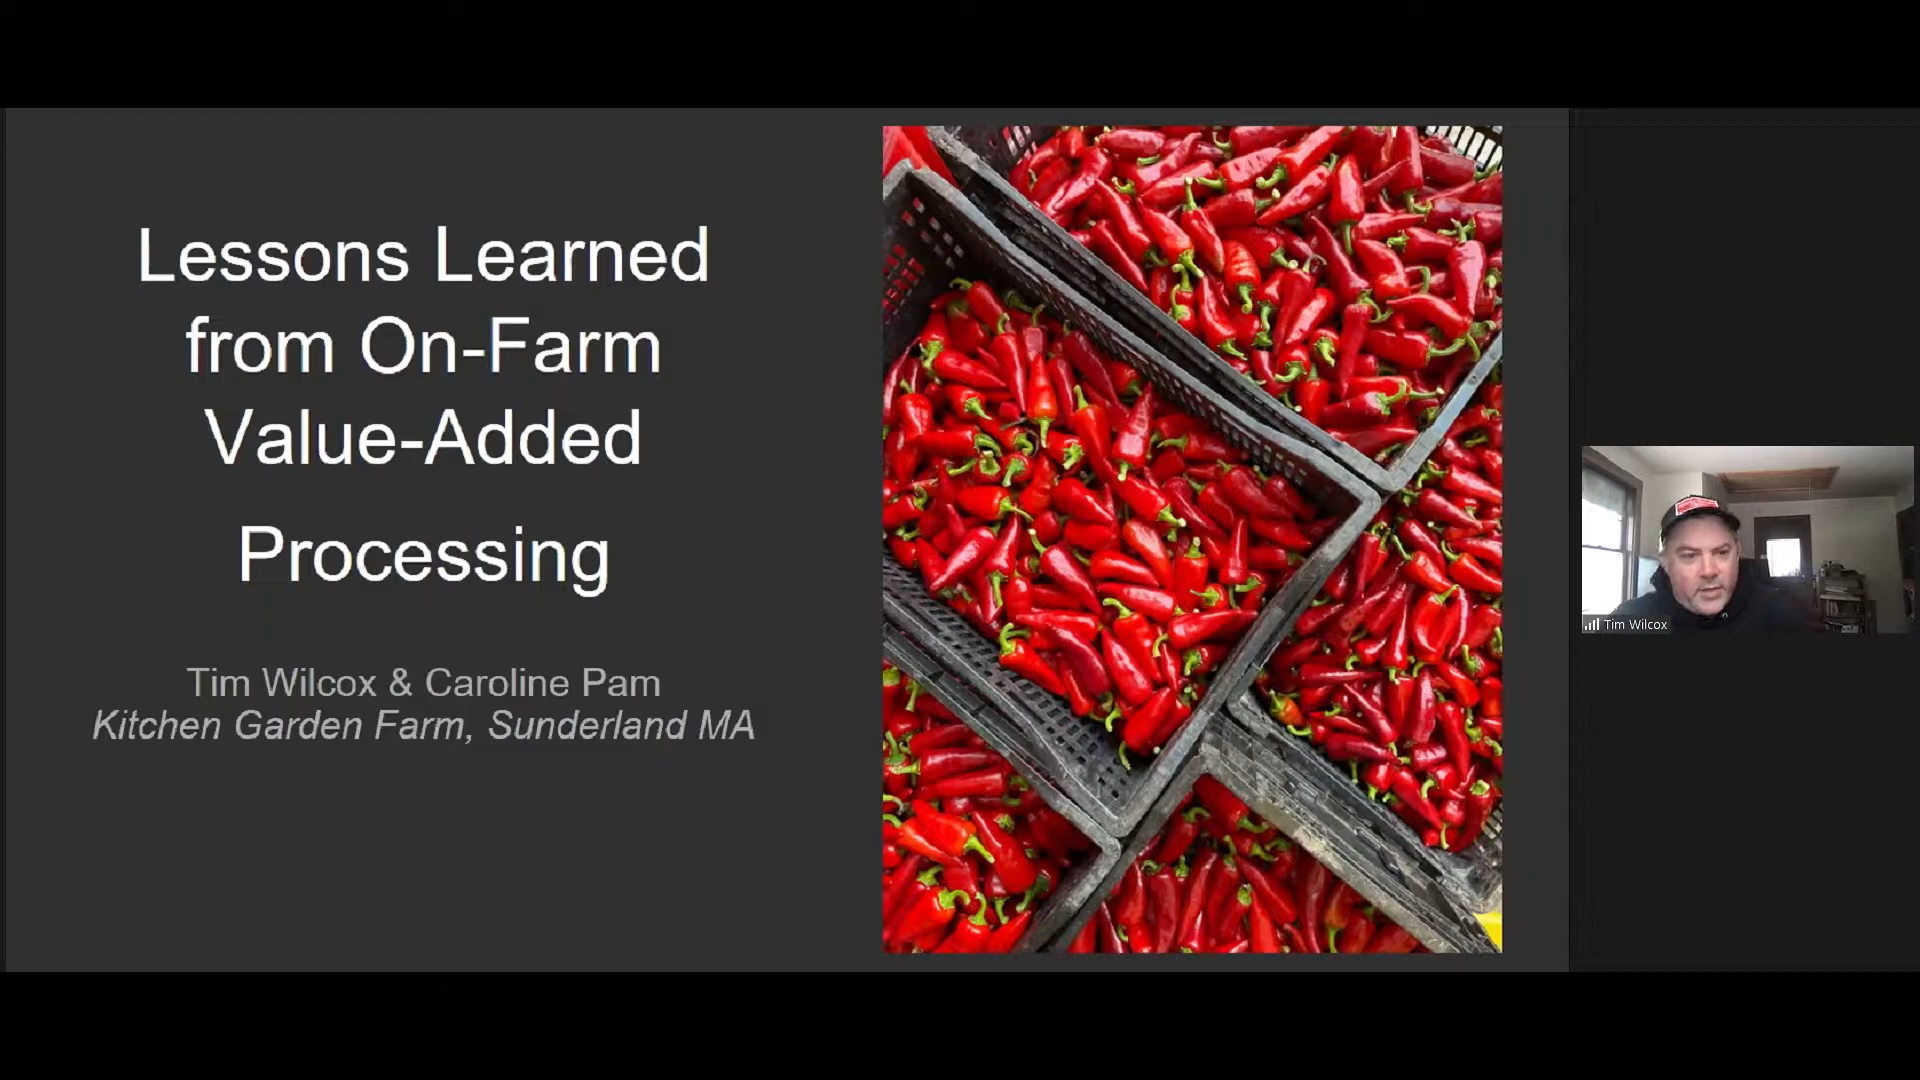 Lessons Learned
from On-Farm
Value-Added
Processing
Tim Wilcox & Caroline Pam
Kitchen Garden Farm, Sunderland MA
Tim Wilcox